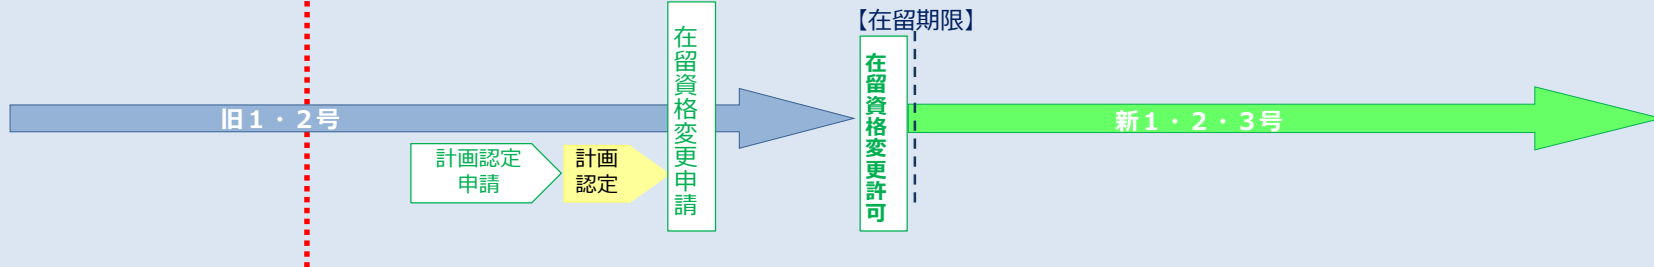 【在留期限】
旧１・２号
計画認定
申請
計画
認定
在留資格変更申請
在留資格変更許可
新１・２・３号